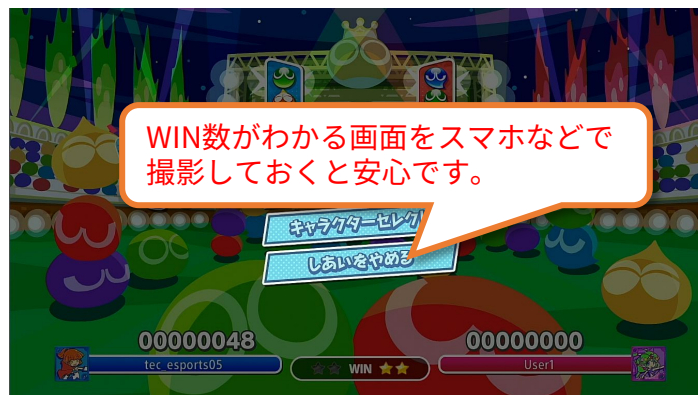 WIN数がわかる画面をスマホなどで
撮影しておくと安心です。
キャラクターセレク
しあいをやめる
00000048
00000000
tec_esports05
WIN
User1